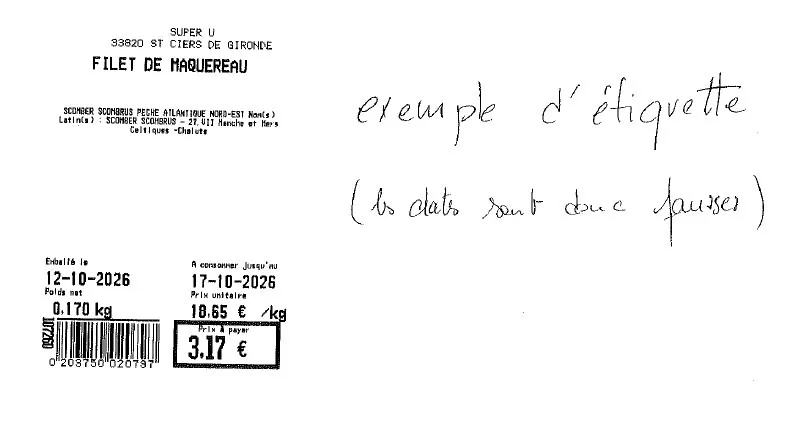 SUPER U
33820 ST CIERS DE GIRONDE
FILET DE MAQUEREAU
SCOMBER SCOMBRUS PECHE ATLANTIQUE NORD-EST Nom(s)
Latin(s) : SCOMBER SCOMBRUS - 27, VII Manche et Mers
Celtiques -Chaluts
exemple d'étiquette
(les dates sont donc fausses)
Emballé le
12-10-2026
Poids net
0.170 kg
A consommer jusqu'au
17-10-2026
Prix unitaire
18.65 € /kg
Prix à payer
3.17 €
107260
0 203750 020797